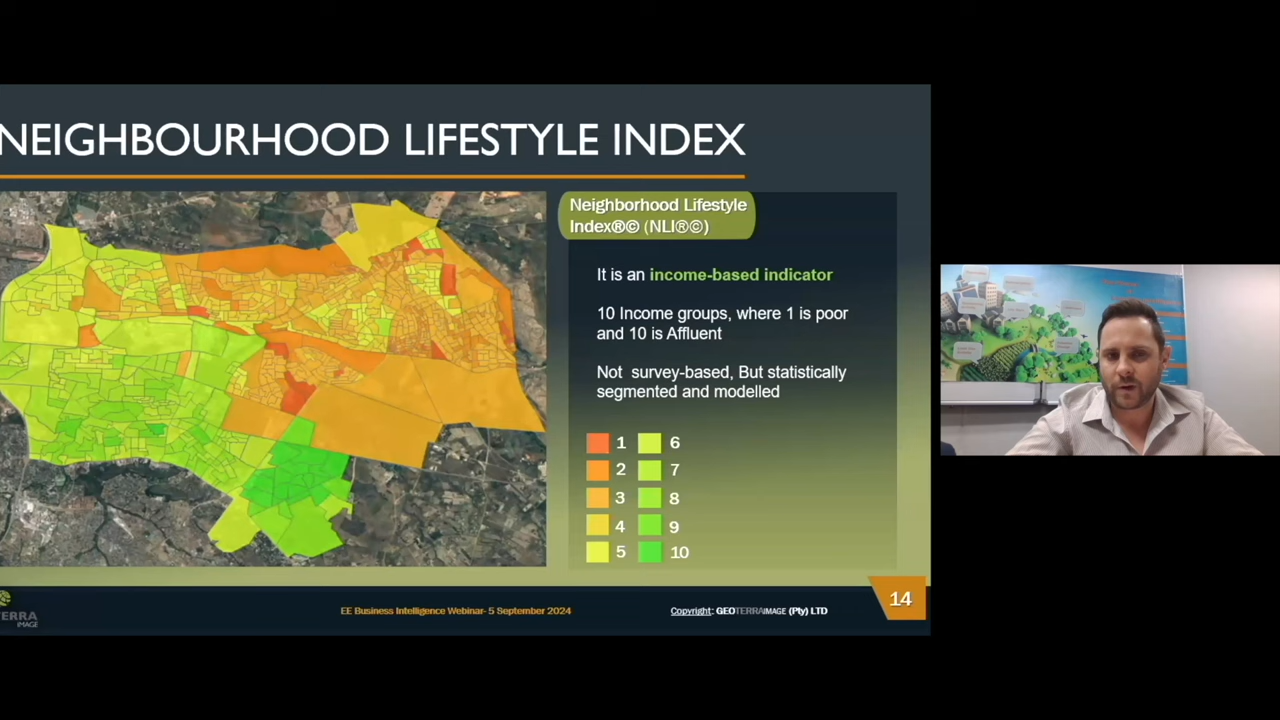 NEIGHBOURHOOD LIFESTYLE INDEX
Neighborhood Lifestyle
Index®© (NLI®©)
It is an income-based indicator
10 Income groups, where 1 is poor
and 10 is Affluent
Not survey-based, But statistically
segmented and modelled
1 6
2 7
3 8
4 9
5 10
TERRA
IMAGE
EE Business Intelligence Webinar- 5 September 2024
Copyright: GEOTERRAIMAGE (Pty) LTD
14